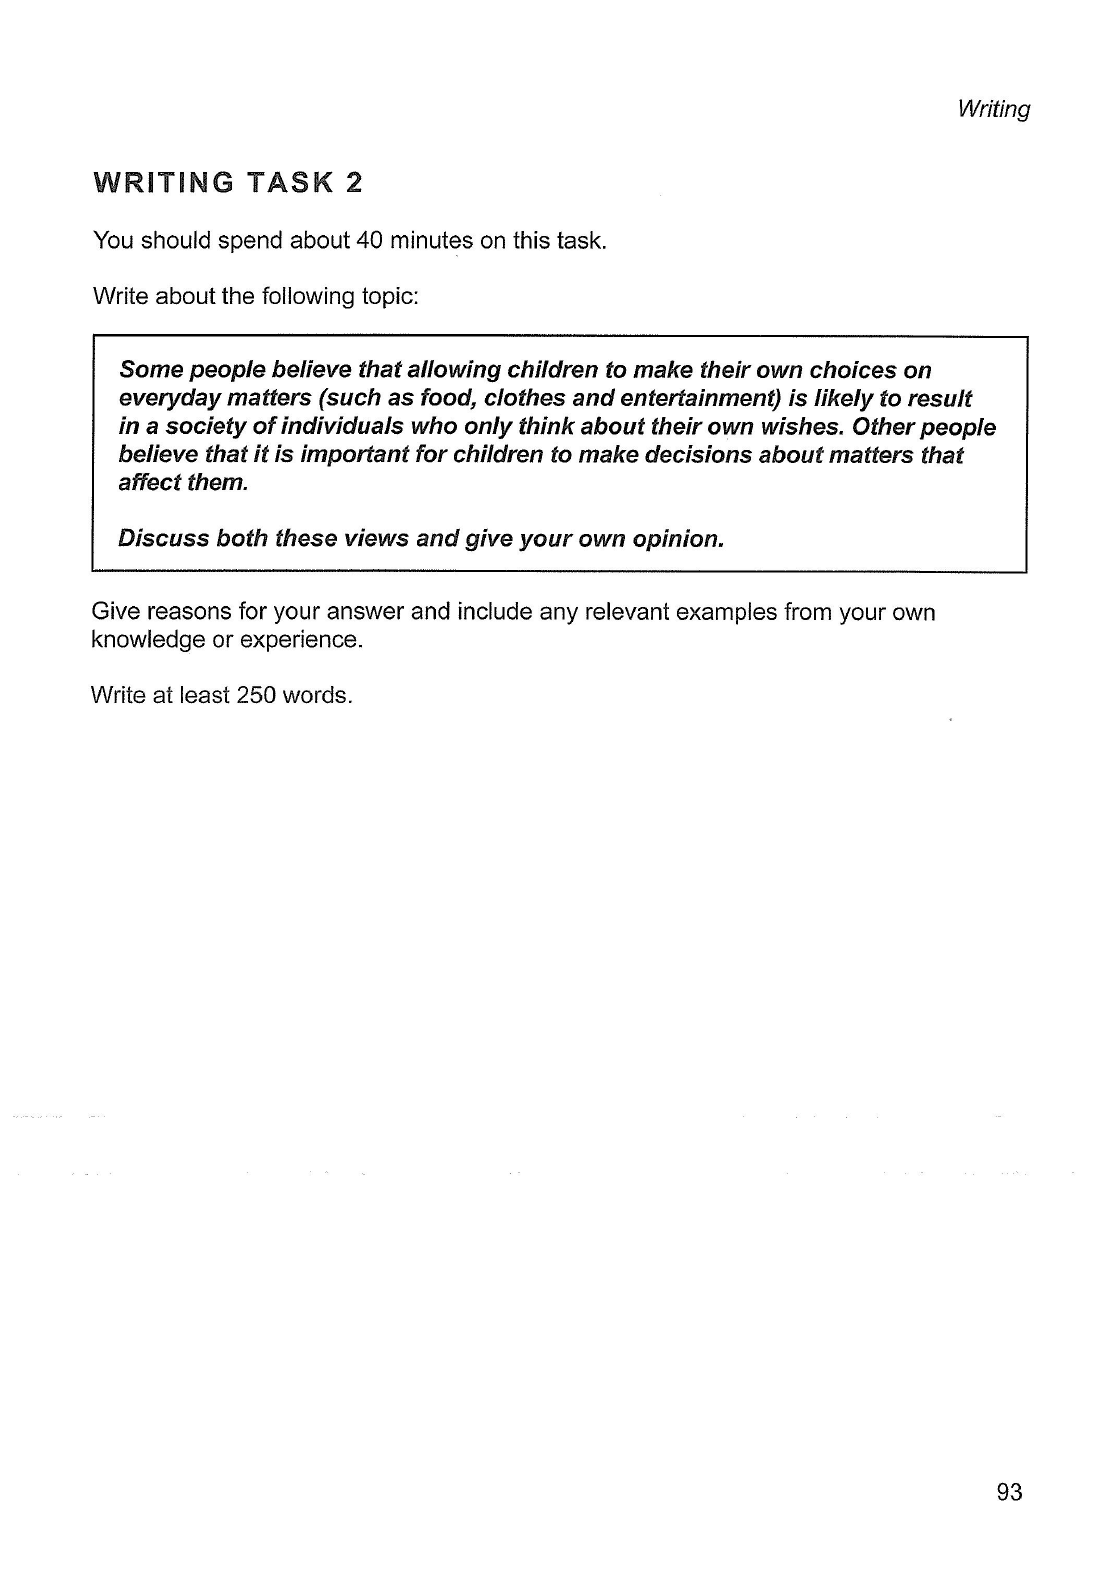 Writing
WRITING TASK 2
You should spend about 40 minutes on this task.
Write about the following topic:
Some people believe that allowing children to make their own choices on
everyday matters (such as food, clothes and entertainment) is likely to result
in a society of individuals who only think about their own wishes. Other people
believe that it is important for children to make decisions about matters that
affect them.
Discuss both these views and give your own opinion.
Give reasons for your answer and include any relevant examples from your own
knowledge or experience.
Write at least 250 words.
93